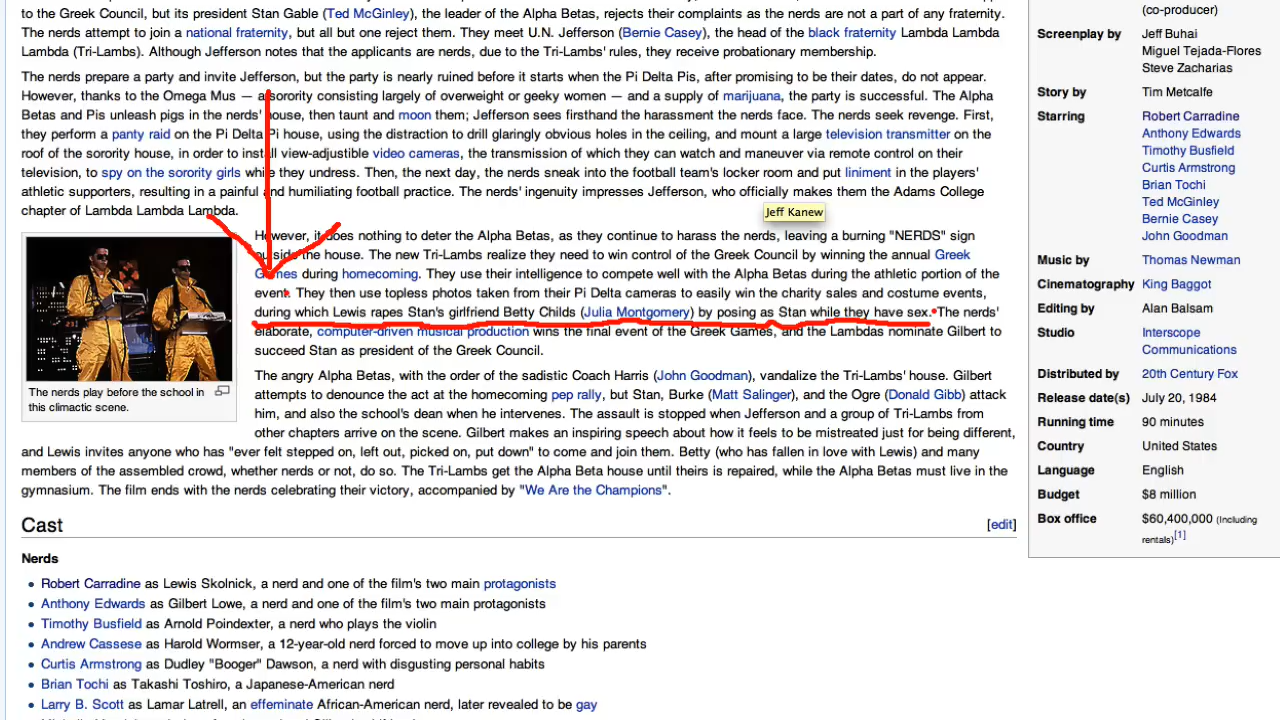 to the Greek Council, but its president Stan Gable (Ted McGinley), the leader of the Alpha Betas, rejects their complaints as the nerds are not a part of any fraternity.
The nerds attempt to join a national fraternity, but all but one reject them. They meet U.N. Jefferson (Bernie Casey), the head of the black fraternity Lambda Lambda
Lambda (Tri-Lambs). Although Jefferson notes that the applicants are nerds, due to the Tri-Lambs' rules, they receive probationary membership.
The nerds prepare a party and invite Jefferson, but the party is nearly ruined before it starts when the Pi Delta Pis, after promising to be their dates, do not appear.
However, thanks to the Omega Mus — a sorority consisting largely of overweight or geeky women — and a supply of marijuana, the party is successful. The Alpha
Betas and Pis unleash pigs in the nerds' house, then taunt and moon them; Jefferson sees firsthand the harassment the nerds face. The nerds seek revenge. First,
they perform a panty raid on the Pi Delta Pi house, using the distraction to drill glaringly obvious holes in the ceiling, and mount a large television transmitter on the
roof of the sorority house, in order to install view-adjustible video cameras, the transmission of which they can watch and maneuver via remote control on their
television, to spy on the sorority girls while they undress. Then, the next day, the nerds sneak into the football team's locker room and put liniment in the players'
athletic supporters, resulting in a painful and humiliating football practice. The nerds' ingenuity impresses Jefferson, who officially makes them the Adams College
chapter of Lambda Lambda Lambda.
Jeff Kanew
However, it does nothing to deter the Alpha Betas, as they continue to harass the nerds, leaving a burning "NERDS" sign
outside the house. The new Tri-Lambs realize they need to win control of the Greek Council by winning the annual Greek
Games during homecoming. They use their intelligence to compete well with the Alpha Betas during the athletic portion of the
event. They then use topless photos taken from their Pi Delta cameras to easily win the charity sales and costume events,
during which Lewis rapes Stan's girlfriend Betty Childs (Julia Montgomery) by posing as Stan while they have sex. The nerds'
elaborate, computer-driven musical production wins the final event of the Greek Games, and the Lambdas nominate Gilbert to
succeed Stan as president of the Greek Council.
The nerds play before the school in
this climactic scene.
The angry Alpha Betas, with the order of the sadistic Coach Harris (John Goodman), vandalize the Tri-Lambs' house. Gilbert
attempts to denounce the act at the homecoming pep rally, but Stan, Burke (Matt Salinger), and the Ogre (Donald Gibb) attack
him, and also the school's dean when he intervenes. The assault is stopped when Jefferson and a group of Tri-Lambs from
other chapters arrive on the scene. Gilbert makes an inspiring speech about how it feels to be mistreated just for being different,
and Lewis invites anyone who has "ever felt stepped on, left out, picked on, put down" to come and join them. Betty (who has fallen in love with Lewis) and many
members of the assembled crowd, whether nerds or not, do so. The Tri-Lambs get the Alpha Beta house until theirs is repaired, while the Alpha Betas must live in the
gymnasium. The film ends with the nerds celebrating their victory, accompanied by "We Are the Champions".
Cast [edit]
Nerds
• Robert Carradine as Lewis Skolnick, a nerd and one of the film's two main protagonists
• Anthony Edwards as Gilbert Lowe, a nerd and one of the film's two main protagonists
• Timothy Busfield as Arnold Poindexter, a nerd who plays the violin
• Andrew Cassese as Harold Wormser, a 12-year-old nerd forced to move up into college by his parents
• Curtis Armstrong as Dudley "Booger" Dawson, a nerd with disgusting personal habits
• Brian Tochi as Takashi Toshiro, a Japanese-American nerd
• Larry B. Scott as Lamar Latrell, an effeminate African-American nerd, later revealed to be gay
(co-producer)
Screenplay by Jeff Buhai
Miguel Tejada-Flores
Steve Zacharias
Story by Tim Metcalfe
Starring Robert Carradine
Anthony Edwards
Timothy Busfield
Curtis Armstrong
Brian Tochi
Ted McGinley
Bernie Casey
John Goodman
Music by Thomas Newman
Cinematography King Baggot
Editing by Alan Balsam
Studio Interscope
Communications
Distributed by 20th Century Fox
Release date(s) July 20, 1984
Running time 90 minutes
Country United States
Language English
Budget $8 million
Box office $60,400,000 (Including
rentals)[1]